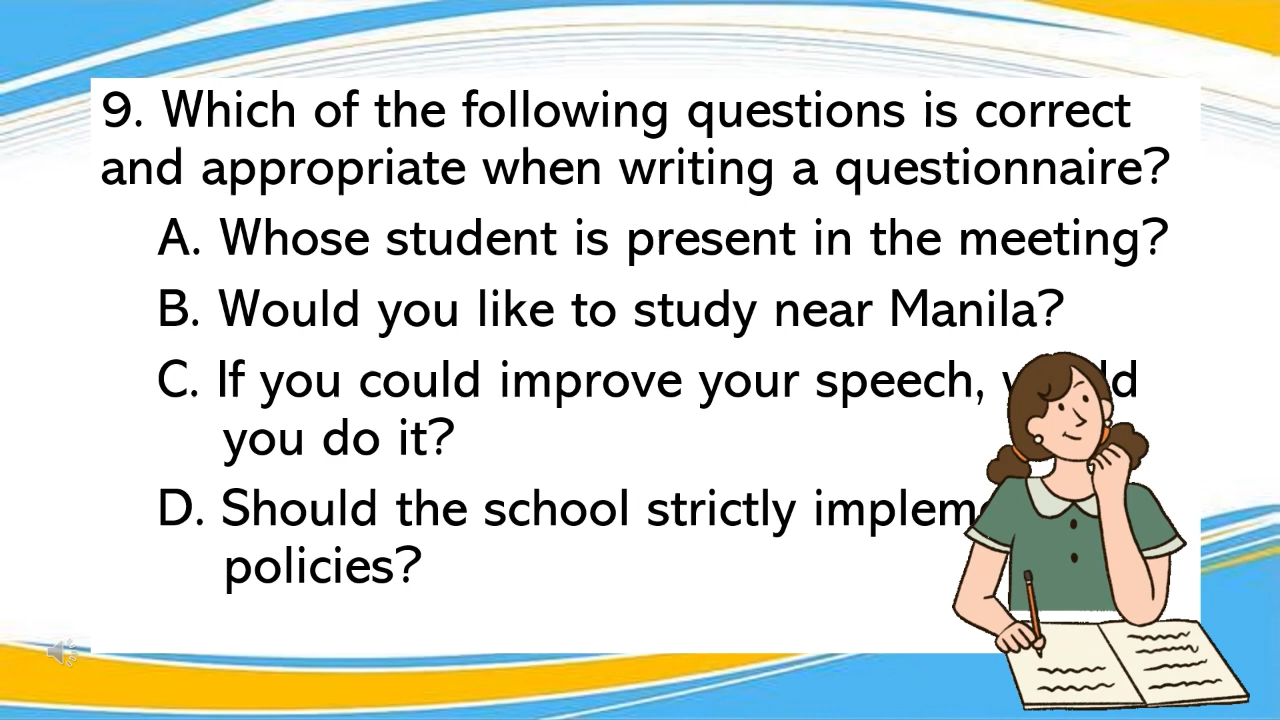 9. Which of the following questions is correct
and appropriate when writing a questionnaire?
A. Whose student is present in the meeting?
B. Would you like to study near Manila?
C. If you could improve your speech,
you do it?
D. Should the school strictly
policies?